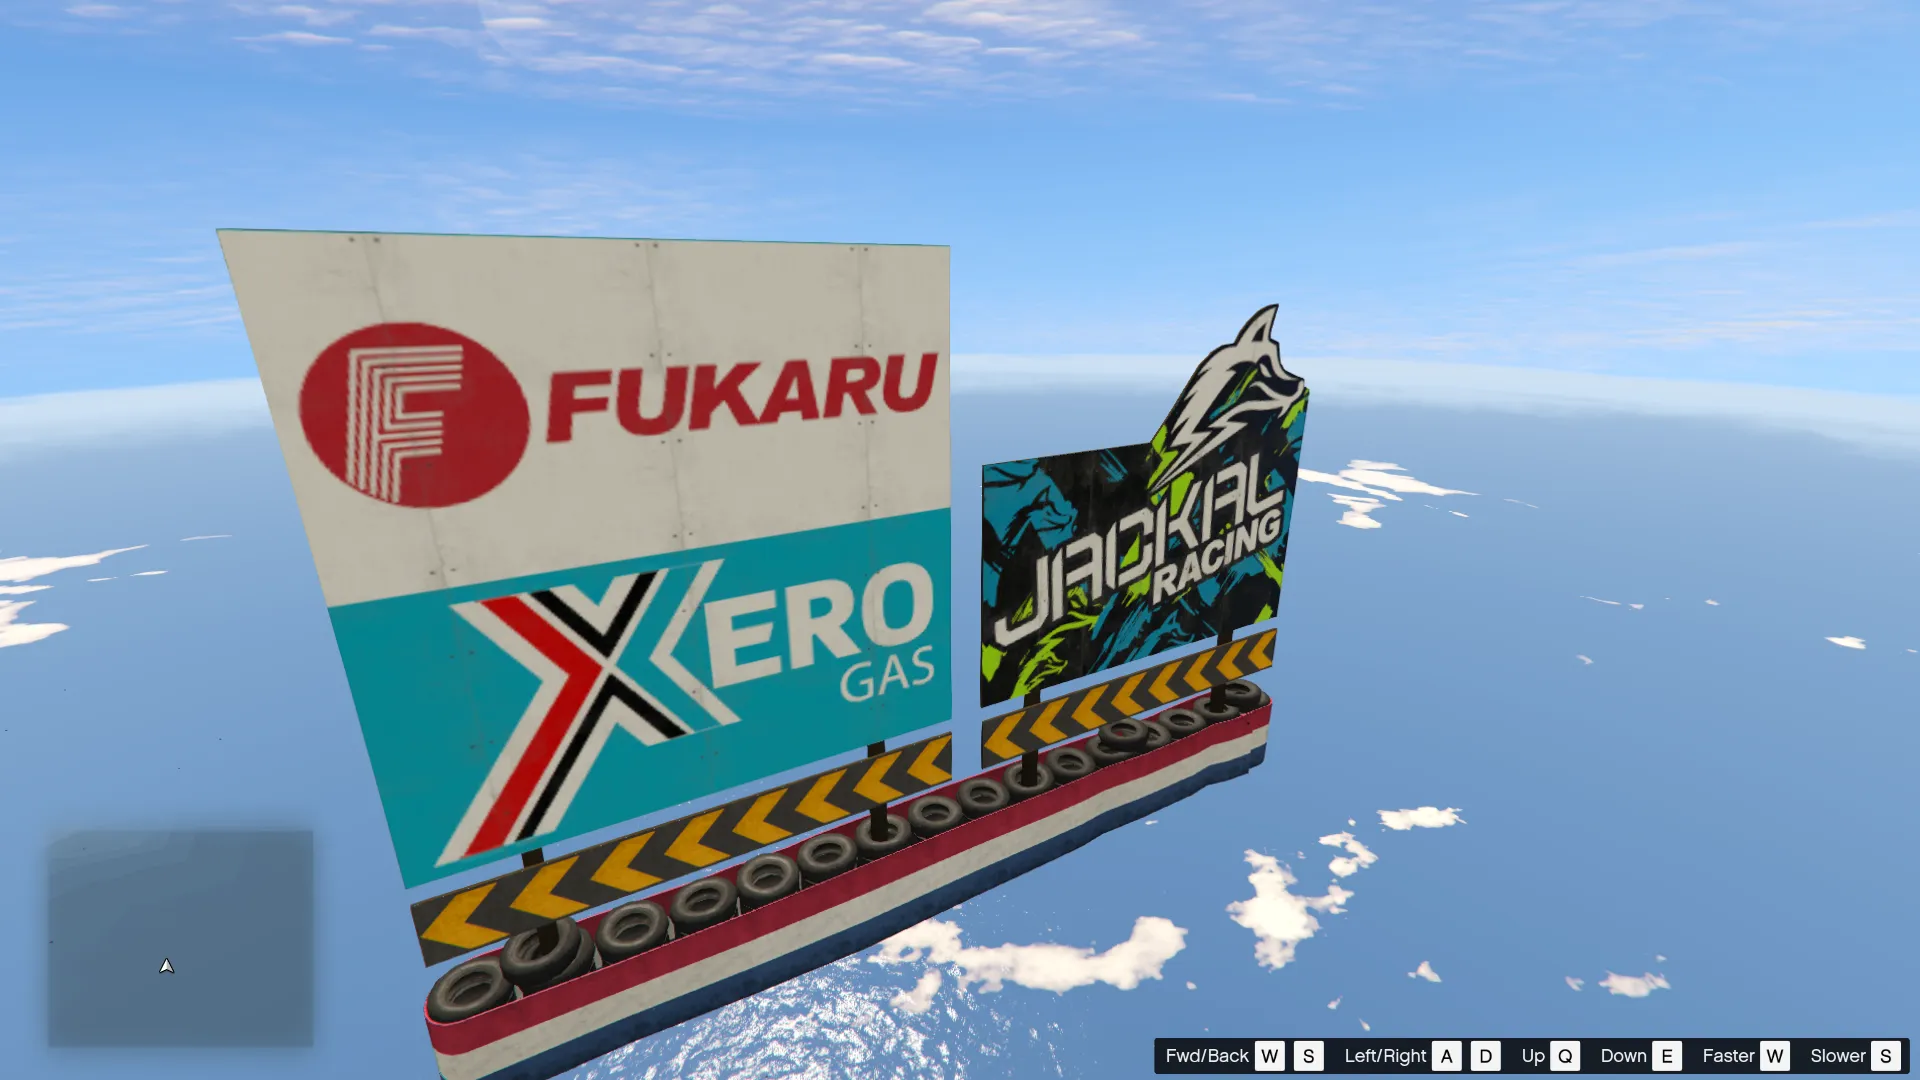 F FUKARU
XERO
GAS
JACKAL
RACING
Fwd/Back W S Left/Right A D Up Q Down E Faster W Slower S